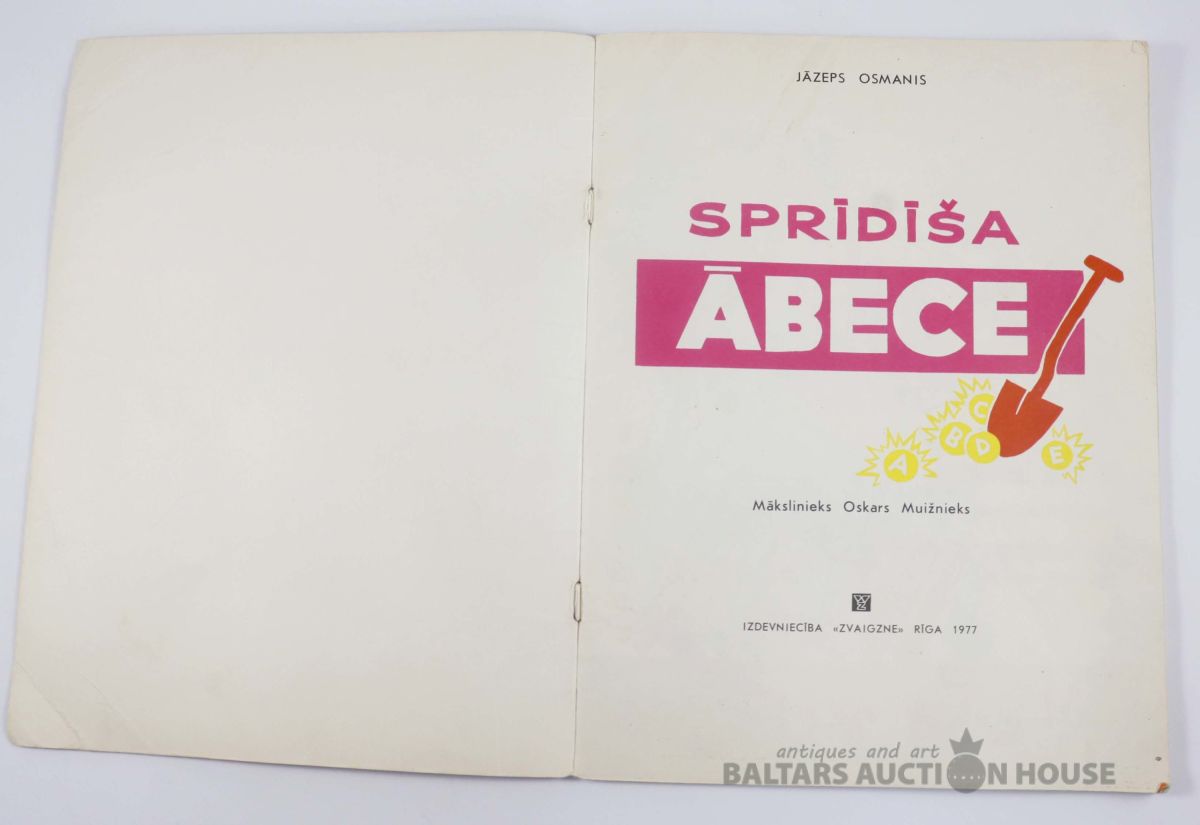 JĀZEPS OSMANIS
SPRĪDĪŠA
ĀBECE
C
B D
A E
Mākslinieks Oskars Muižnieks
IZDEVNIECĪBA «ZVAIGZNE» RĪGA 1977
antiques and art
BALTARS AUCTION HOUSE